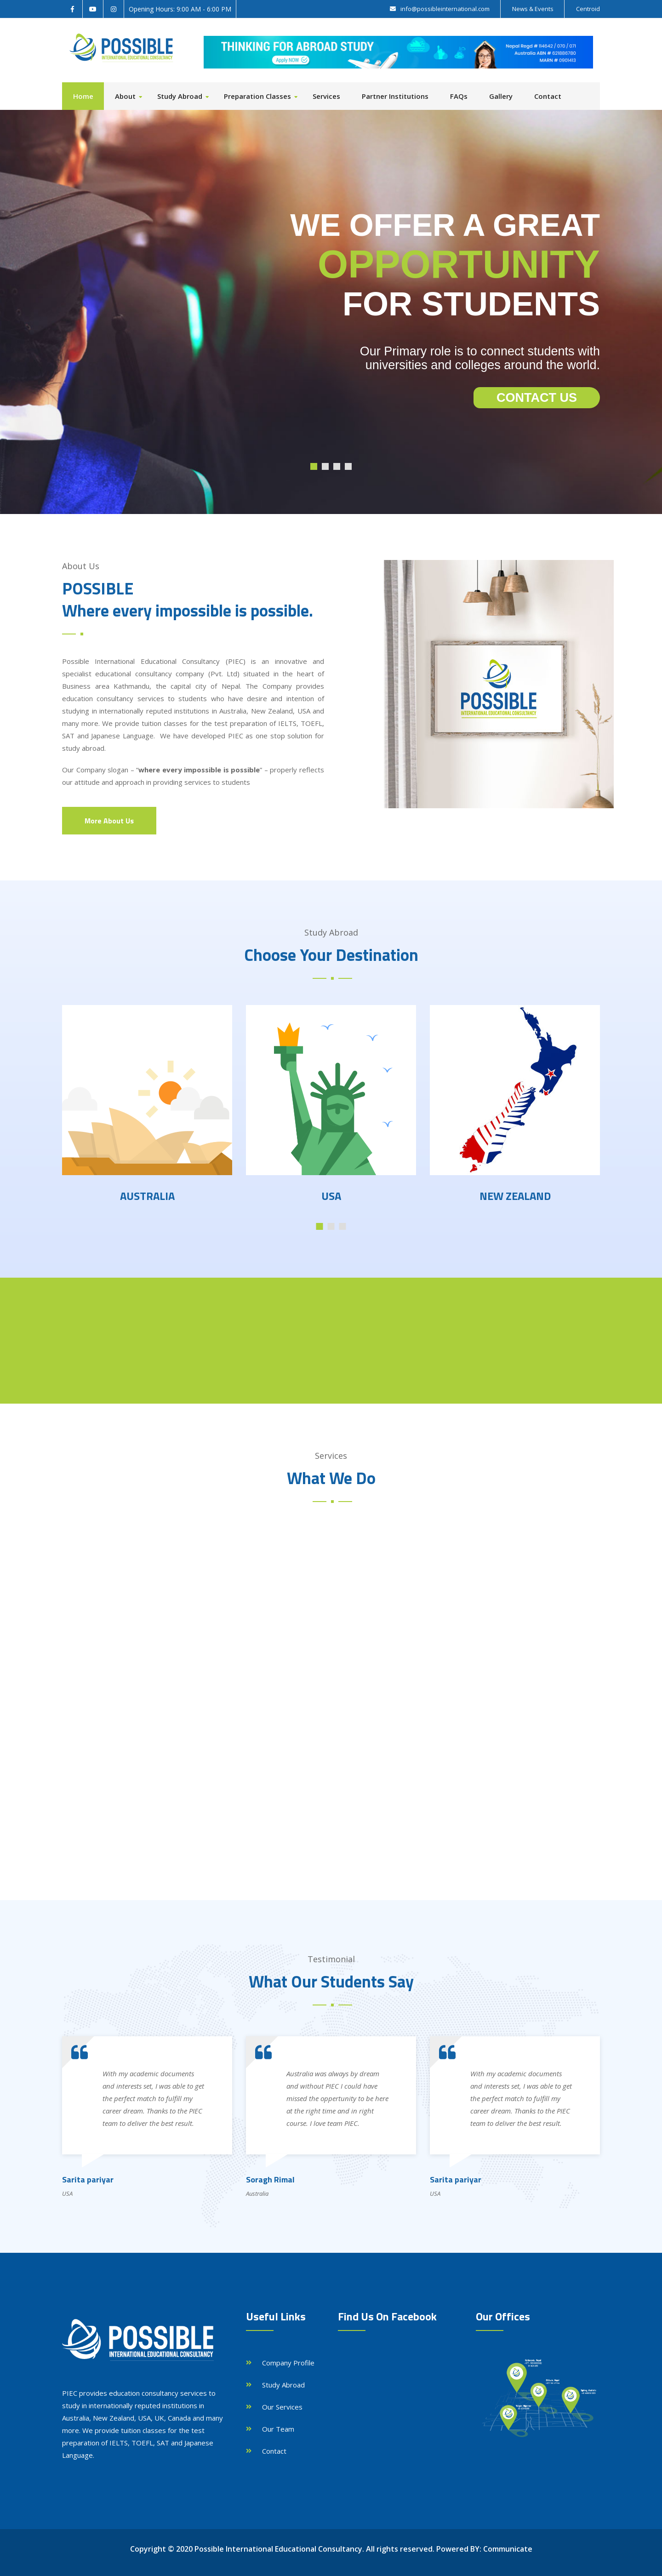 Opening Hours: 9:00 AM - 6:00 PM
info@possibleinternational.com
News & Events
Centroid
POSSIBLE
INTERNATIONAL EDUCATIONAL CONSULTANCY
THINKING FOR ABROAD STUDY
Apply NOW
Home
About
Study Abroad
Preparation Classes
Services
Partner Institutions
FAQs
Gallery
Contact
WE OFFER A GREAT
OPPORTUNITY
FOR STUDENTS
Our Primary role is to connect students with
universities and colleges around the world.
CONTACT US
About Us
POSSIBLE
Where every impossible is possible.
Possible International Educational Consultancy (PIEC) is an innovative and
specialist educational consultancy company (Pvt. Ltd) situated in the heart of
Business area Kathmandu, the capital city of Nepal. The Company provides
education consultancy services to students who have desire and intention of
studying in internationally reputed institutions in Australia, New Zealand, USA and
many more. We provide tuition classes for the test preparation of IELTS, TOEFL,
SAT and Japanese Language. We have developed PIEC as one stop solution for
study abroad.
Our Company slogan – “where every impossible is possible” – properly reflects
our attitude and approach in providing services to students
More About Us
POSSIBLE
INTERNATIONAL EDUCATIONAL CONSULTANCY
Study Abroad
Choose Your Destination
AUSTRALIA
USA
NEW ZEALAND
Services
What We Do
Testimonial
What Our Students Say
With my academic documents
and interests set, I was able to get
the perfect match to fulfill my
career dream. Thanks to the PIEC
team to deliver the best result.
Sarita pariyar
USA
Australia was always by dream
and without PIEC I could have
missed the oppertunity to be here
at the right time and in right
course. I love team PIEC.
Soragh Rimal
Australia
With my academic documents
and interests set, I was able to get
the perfect match to fulfill my
career dream. Thanks to the PIEC
team to deliver the best result.
Sarita pariyar
USA
POSSIBLE
INTERNATIONAL EDUCATIONAL CONSULTANCY
PIEC provides education consultancy services to
study in internationally reputed institutions in
Australia, New Zealand, USA, UK, Canada and many
more. We provide tuition classes for the test
preparation of IELTS, TOEFL, SAT and Japanese
Language.
Useful Links
Company Profile
Study Abroad
Our Services
Our Team
Contact
Find Us On Facebook
Our Offices
Copyright © 2020 Possible International Educational Consultancy. All rights reserved. Powered BY: Communicate